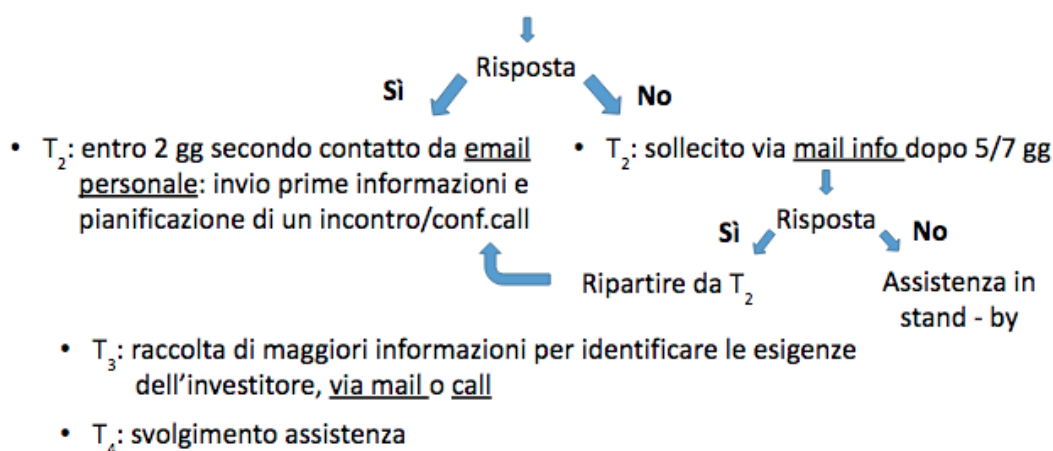 Risposta
Sì
No
• T2: entro 2 gg secondo contatto da email
personale: invio prime informazioni e
pianificazione di un incontro/conf.call
• T2: sollecito via mail info dopo 5/7 gg
Risposta
Sì
No
Ripartire da T2
Assistenza in
stand - by
• T3: raccolta di maggiori informazioni per identificare le esigenze
dell’investitore, via mail o call
• T4: svolgimento assistenza